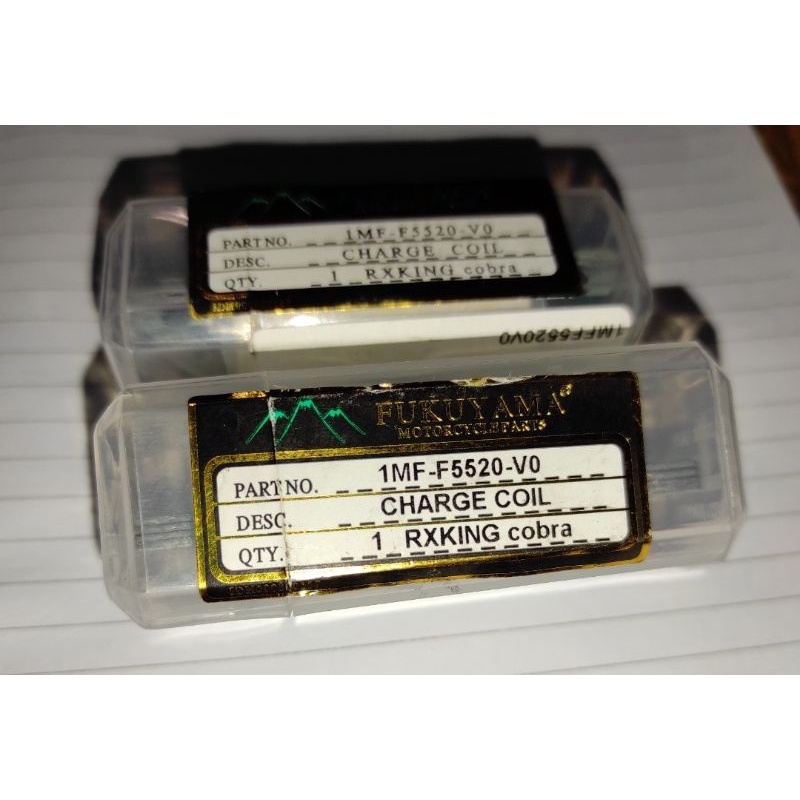 PART NO. 1MF-F5520-V0
DESC. CHARGE COIL
QTY. 1 RXKING cobra
1MFF5520V0
FUKUYAMA
MOTORCYCLE PARTS
PART NO. 1MF-F5520-V0
DESC. CHARGE COIL
QTY. 1 RXKING cobra